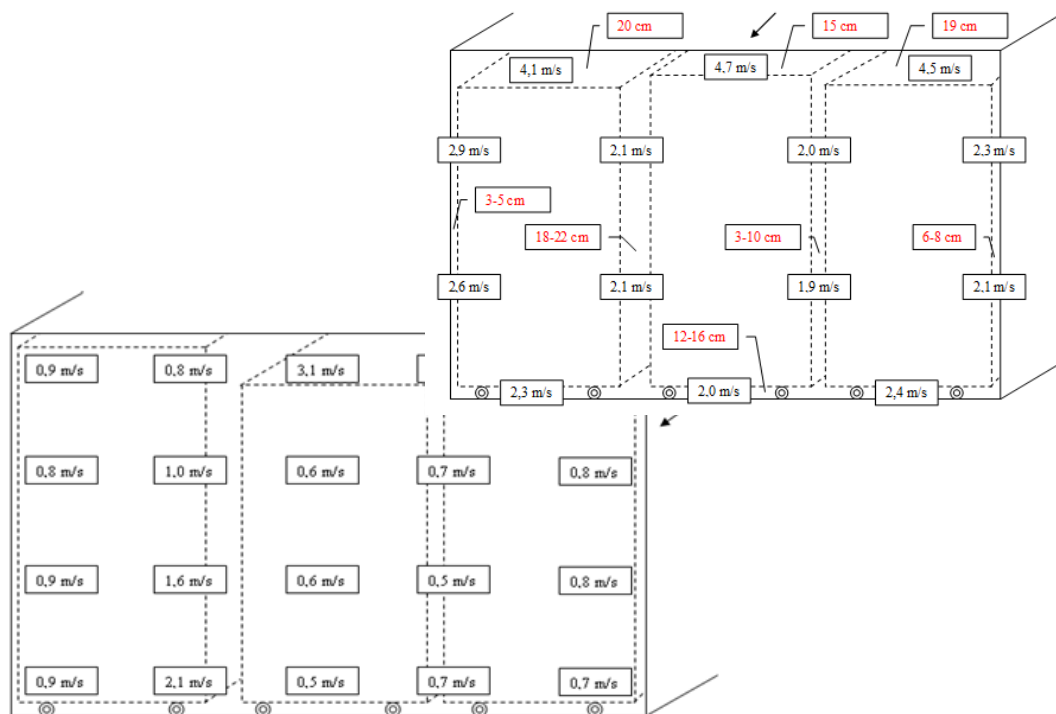 20 cm
15 cm
19 cm
4,1 m/s
4,7 m/s
4,5 m/s
2,9 m/s
2,1 m/s
2,0 m/s
2,3 m/s
3-5 cm
18-22 cm
3-10 cm
6-8 cm
2,6 m/s
2,1 m/s
1,9 m/s
2,1 m/s
12-16 cm
2,3 m/s
2,0 m/s
2,4 m/s
0,9 m/s
0,8 m/s
3,1 m/s
0,8 m/s
1,0 m/s
0,6 m/s
0,7 m/s
0,8 m/s
0,9 m/s
1,6 m/s
0,6 m/s
0,5 m/s
0,8 m/s
0,9 m/s
2,1 m/s
0,5 m/s
0,7 m/s
0,7 m/s